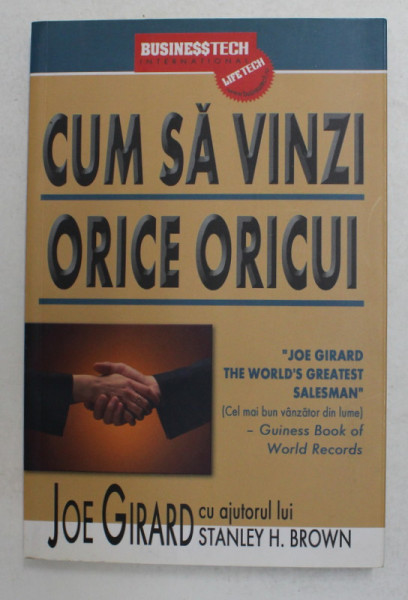 BUSINE$$TECH
INTERNATIONAL
LIFETECH
CUM SĂ VINZI
ORICE ORICUI
"JOE GIRARD
THE WORLD'S GREATEST
SALESMAN"
(Cel mai bun vânzător din lume)
– Guiness Book of
World Records
JOE GIRARD cu ajutorul lui
STANLEY H. BROWN